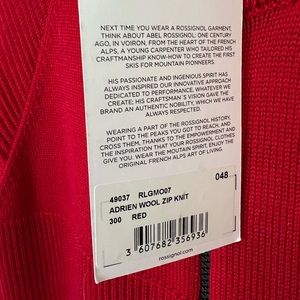 NEXT TIME YOU WEAR A ROSSIGNOL GARMENT,
THINK ABOUT ABEL ROSSIGNOL: ONE CENTURY
AGO, IN VOIRON, FROM THE HEART OF THE FRENCH
ALPS, A YOUNG CARPENTER WHO TAILORED HIS
CRAFTMANSHIP KNOW-HOW TO CREATE THE FIRST
SKIS FOR MOUNTAIN PIONNEERS.
HIS PASSIONATE AND INGENIOUS SPIRIT HAS
ALWAYS INSPIRED OUR INNOVATIVE APPROACH
DEDICATED TO PERFORMANCE, WHATEVER WE
CREATE; HIS CRAFTSMAN'S VISION GAVE THE
BRAND AN AUTHENTIC NOBILITY, WHICH WE HAVE
ALWAYS
WEARING A PART OF THE ROSSIGNOL HISTORY,
POINT TO THE PEAKS YOU GOT TO REACH, CLOTHES
CROSS THEM, THANKS TO THE EMPOWERMENT AND
THE INSPIRATION THAT YOUR ROSSIGNOL CLOTHES
GIVE YOU. WEAR THE MOUTAIN SPIRIT, ENJOY THE
ORIGINAL FRENCH ALPS ART OF LIVING.
048
49037 RLGMO07
ADRIEN WOOL ZIP KNIT
300 RED
3 607682 356936
rossignol.com